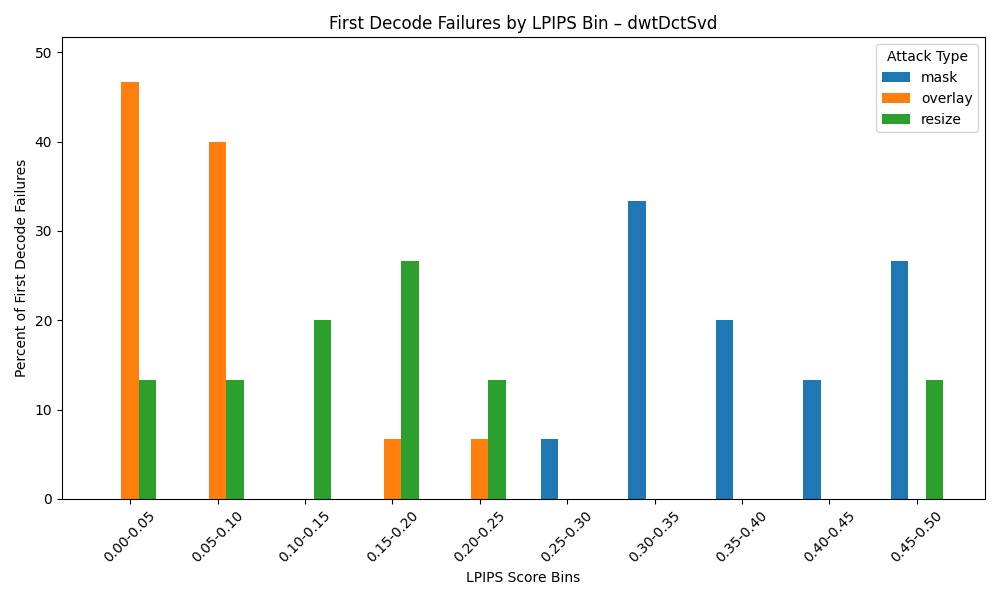 First Decode Failures by LPIPS Bin – dwtDctSvd
Attack Type
mask
overlay
resize
Percent of First Decode Failures
50
40
30
20
10
0
0.00-0.05
0.05-0.10
0.10-0.15
0.15-0.20
0.20-0.25
0.25-0.30
0.30-0.35
0.35-0.40
0.40-0.45
0.45-0.50
LPIPS Score Bins